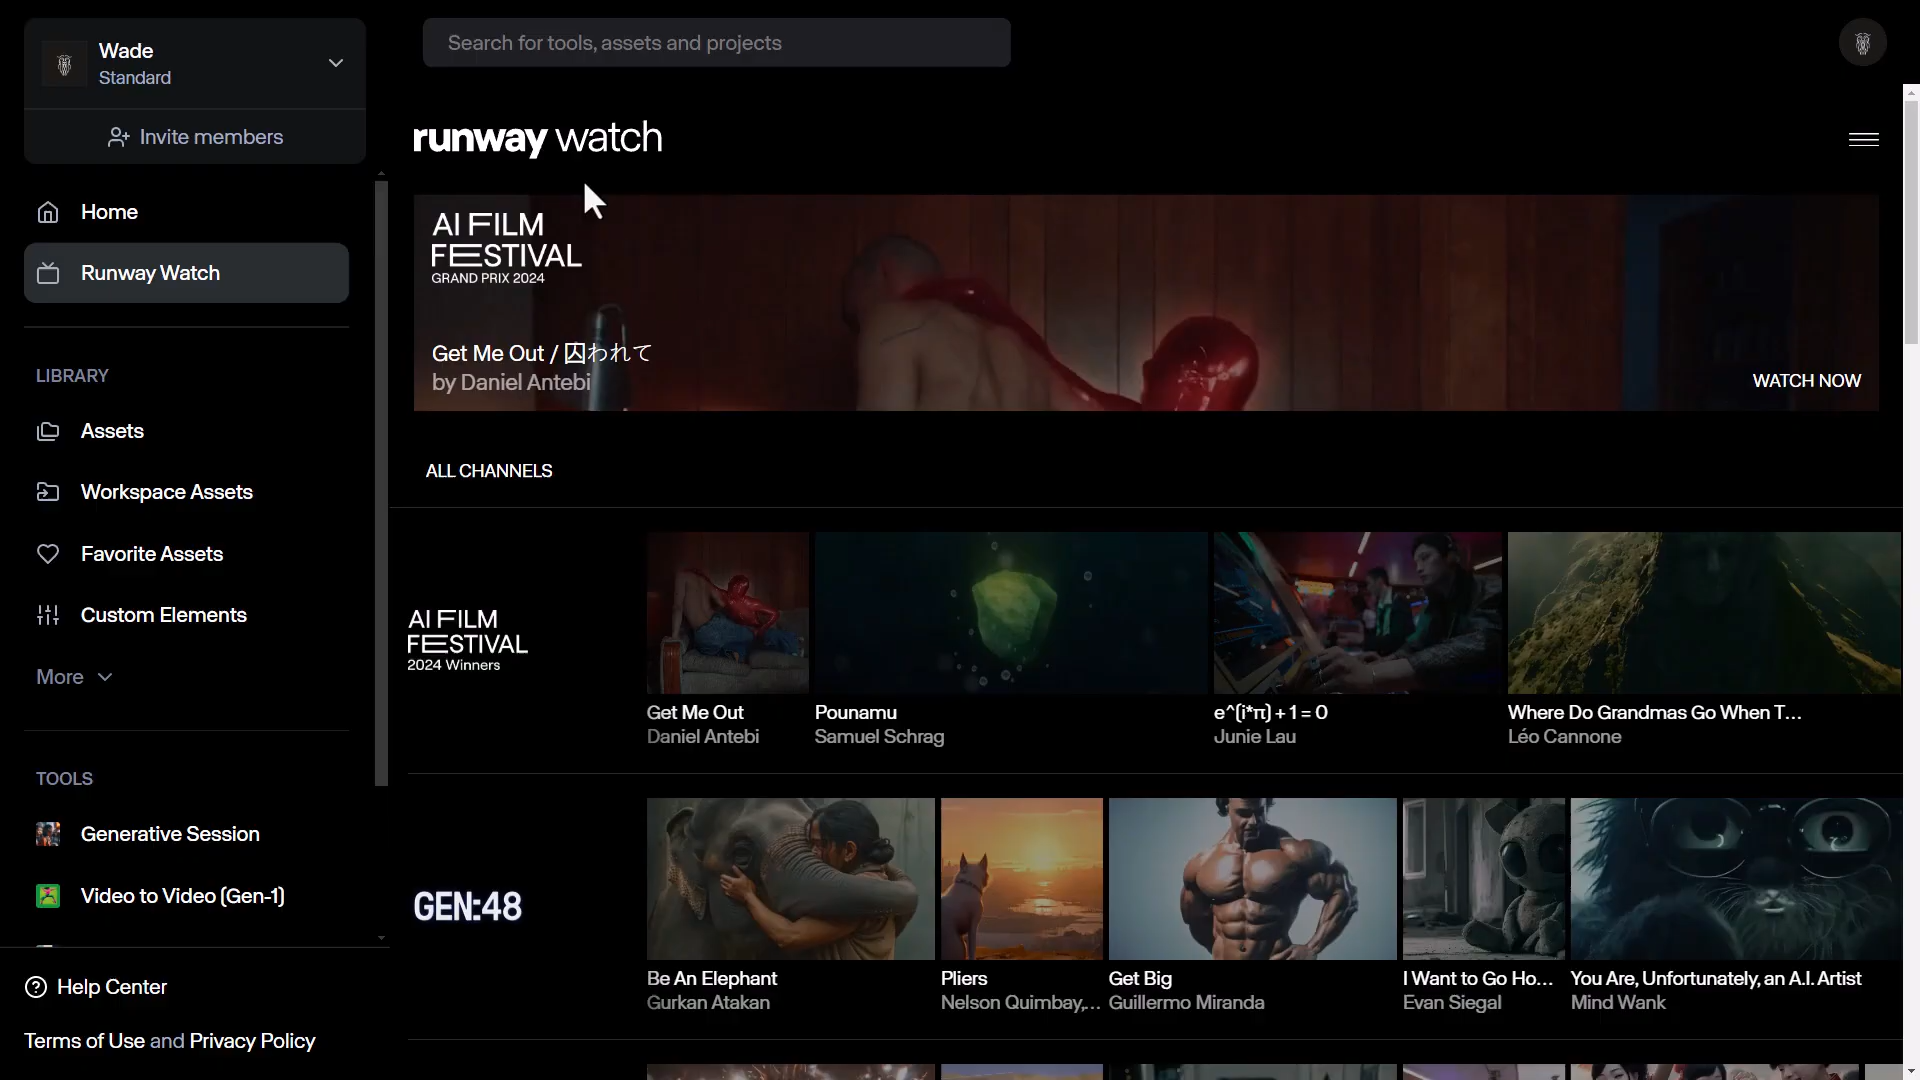 Wade
Standard
Invite members
Home
Runway Watch
LIBRARY
Assets
Workspace Assets
Favorite Assets
Custom Elements
More
TOOLS
Generative Session
Video to Video (Gen-1)
Help Center
Terms of Use and Privacy Policy
Search for tools, assets and projects
runway watch
AI FILM
FESTIVAL
GRAND PRIX 2024
Get Me Out / 囚われて
by Daniel Antebi
WATCH NOW
ALL CHANNELS
AI FILM
FESTIVAL
2024 Winners
Get Me Out
Daniel Antebi
Pounamu
Samuel Schrag
e^(i*π) + 1 = 0
Junie Lau
Where Do Grandmas Go When T...
Léo Cannone
GEN:48
Be An Elephant
Gurkan Atakan
Pliers
Nelson Quimbay,...
Get Big
Guillermo Miranda
I Want to Go Ho...
Evan Siegal
You Are, Unfortunately, an A.I. Artist
Mind Wank